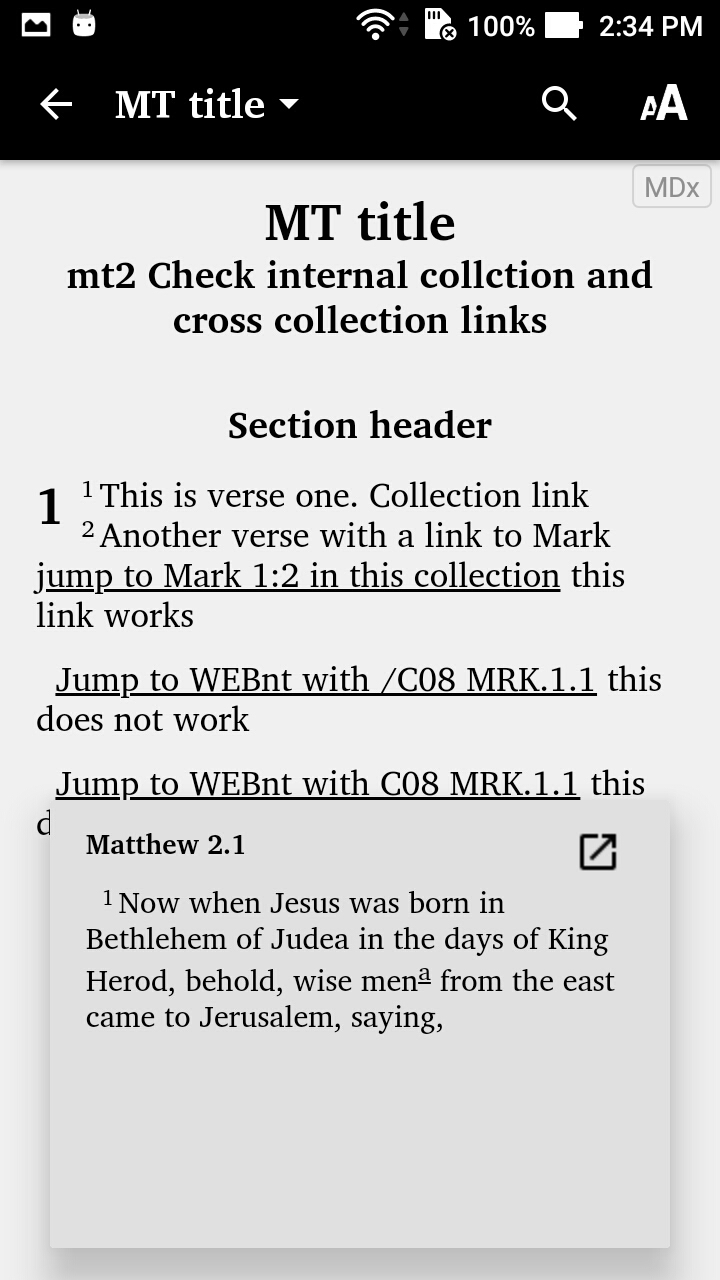 100% 2:34 PM
MT title
MDx
MT title
mt2 Check internal collction and
cross collection links
Section header
1 1 This is verse one. Collection link
2 Another verse with a link to Mark
jump to Mark 1:2 in this collection this
link works
Jump to WEBnt with /C08 MRK.1.1 this
does not work
Jump to WEBnt with C08 MRK.1.1 this
Matthew 2.1
1 Now when Jesus was born in
Bethlehem of Judea in the days of King
Herod, behold, wise mena from the east
came to Jerusalem, saying,